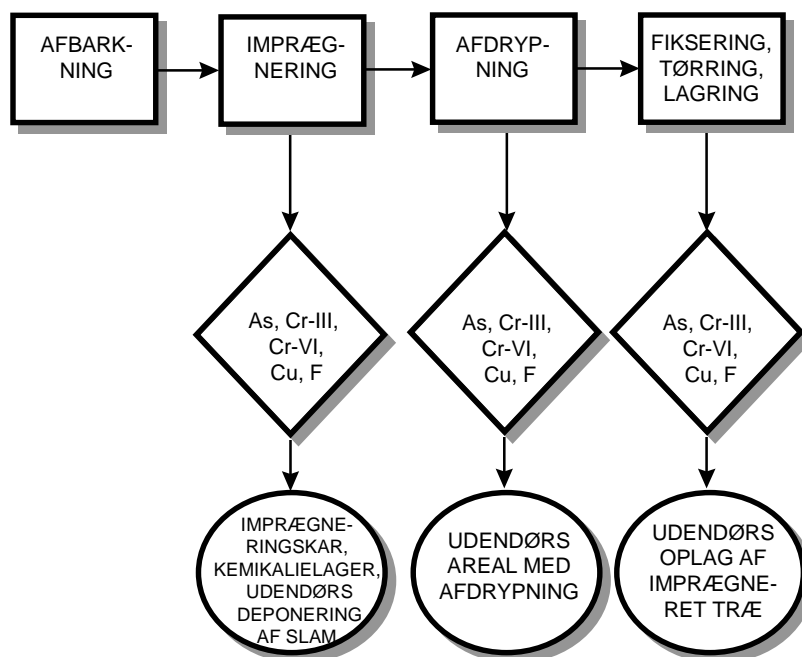 AFBARK-
NING
IMPRÆG-
NERING
AFDRYP-
NING
FIKSERING,
TØRRING,
LAGRING
As, Cr-III,
Cr-VI,
Cu, F
As, Cr-III,
Cr-VI,
Cu, F
As, Cr-III,
Cr-VI,
Cu, F
IMPRÆGNE-
RINGSKAR,
KEMIKALIELAGER,
UDENDØRS
DEPONERING
AF SLAM
UDENDØRS
AREAL MED
AFDRYPNING
UDENDØRS
OPLAG AF
IMPRÆGNE-
RET TRÆ